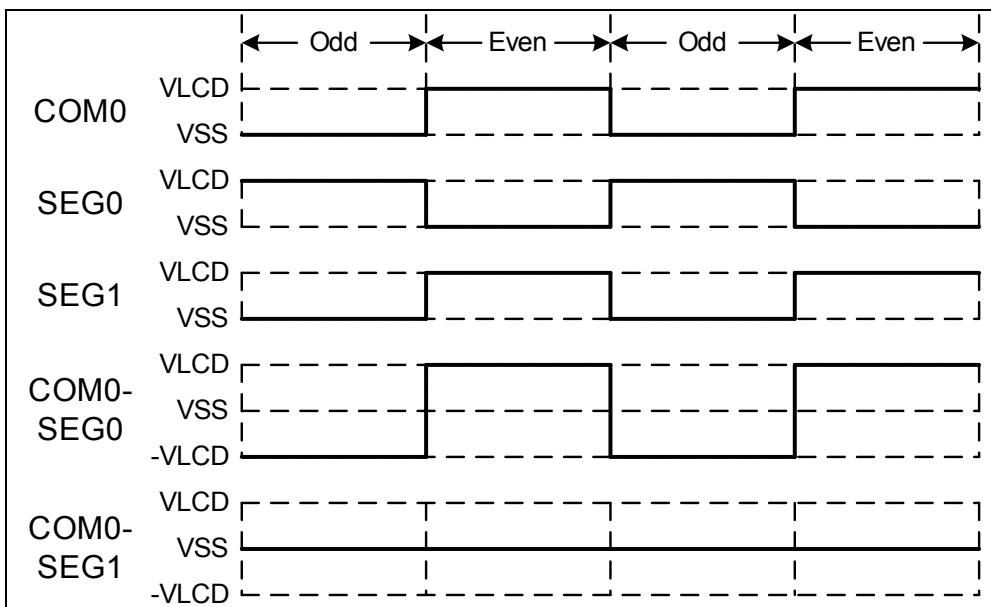 Odd Even Odd Even
COM0
VLCD
VSS
SEG0
VLCD
VSS
SEG1
VLCD
VSS
COM0-
SEG0
VLCD
VSS
-VLCD
COM0-
SEG1
VLCD
VSS
-VLCD